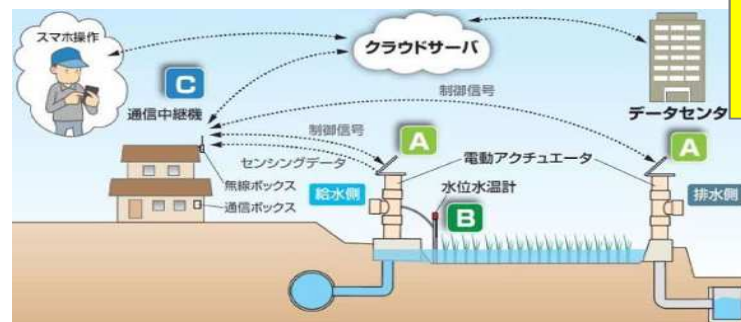 スマホ操作
クラウドサーバ
データセンタ
C
通信中継機
制御信号
制御信号
センシングデータ
無線ボックス
通信ボックス
A
電動アクチュエータ
A
給水側
水位水温計
B
排水側